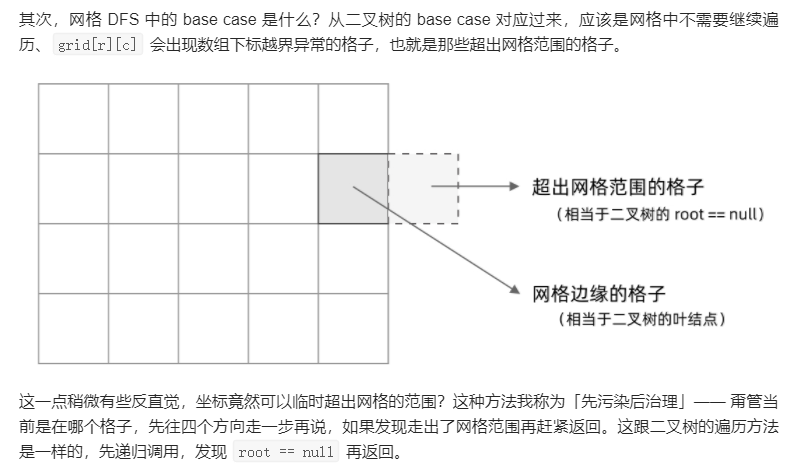 其次，网格 DFS 中的 base case 是什么？从二叉树的 base case 对应过来，应该是网格中不需要继续遍
历、 grid[r][c] 会出现数组下标越界异常的格子，也就是那些超出网格范围的格子。
超出网格范围的格子
（相当于二叉树的 root == null）
网格边缘的格子
（相当于二叉树的叶结点）
这一点稍微有些反直觉，坐标竟然可以临时超出网格的范围？这种方法我称为「先污染后治理」—— 甭管当
前是在哪个格子，先往四个方向走一步再说，如果发现走出了网格范围再赶紧返回。这跟二叉树的遍历方法
是一样的，先递归调用，发现 root == null 再返回。